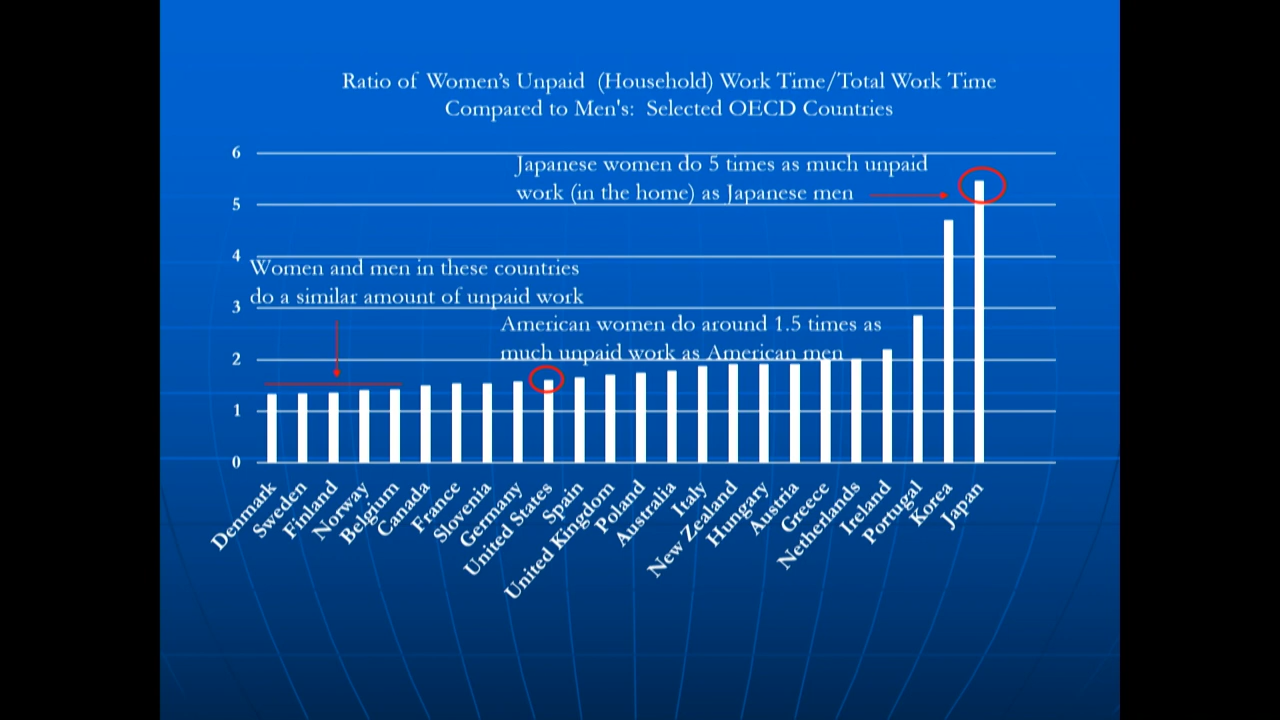 Ratio of Women’s Unpaid (Household) Work Time/Total Work Time
Compared to Men's: Selected OECD Countries
6
Japanese women do 5 times as much unpaid
work (in the home) as Japanese men
5
4
Women and men in these countries
do a similar amount of unpaid work
3
American women do around 1.5 times as
much unpaid work as American men
2
1
0
Denmark
Sweden
Finland
Norway
Belgium
Canada
France
Slovenia
Germany
United States
Spain
United Kingdom
Poland
Australia
Italy
New Zealand
Hungary
Austria
Greece
Netherlands
Ireland
Portugal
Korea
Japan